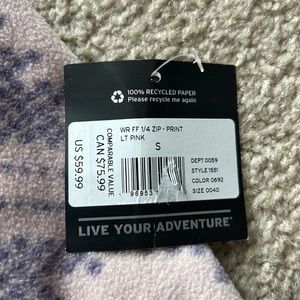 100% RECYCLED PAPER
Please recycle me again
WR FF 1/4 ZIP - PRINT
LT PINK
S
COMPARABLE VALUE
US $59.99
CAN $75.99
DEPT 0059
STYLE 1551
COLOR 0692
SIZE 0040
96953
LIVE YOUR ADVENTURE®